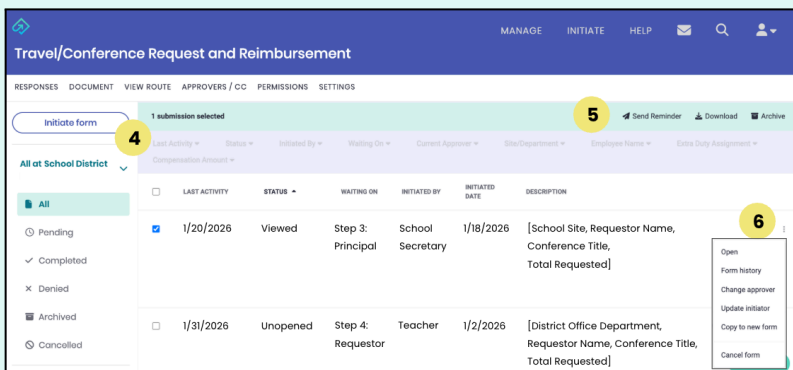 MANAGE INITIATE HELP
Travel/Conference Request and Reimbursement
RESPONSES DOCUMENT VIEW ROUTE APPROVERS / CC PERMISSIONS SETTINGS
Initiate form
1 submission selected
5
Send Reminder Download Archive
4
Last Activity Status Initiated By Waiting On Current Approver Site/Department Employee Name Extra Duty Assignment
Compensation Amount
All at School District
All
Pending
Completed
Denied
Archived
Cancelled
LAST ACTIVITY STATUS WAITING ON INITIATED BY INITIATED DATE DESCRIPTION
6
1/20/2026 Viewed Step 3: School 1/18/2026 [School Site, Requestor Name,
Principal Secretary Conference Title,
Total Requested]
1/31/2026 Unopened Step 4: Teacher 1/2/2026 [District Office Department,
Requestor Requestor Name, Conference Title,
Total Requested]
Open
Form history
Change approver
Update initiator
Copy to new form
Cancel form